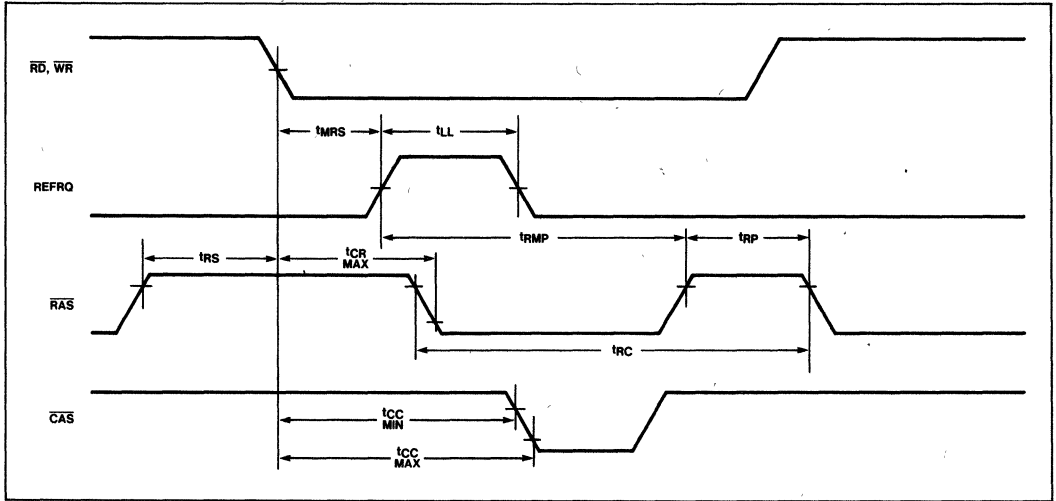 RD, WR
tMRS
tLL
REFRQ
tRMP
tRP
tRS
tCR
MAX
RAS
tRC
CAS
tCC
MIN
tCC
MAX